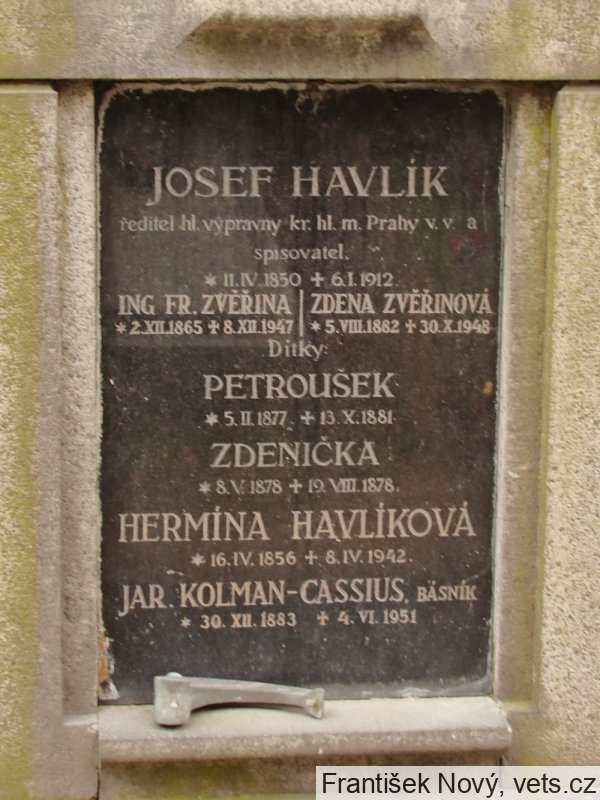 JOSEF HAVLÍK
ředitel hl. výpravny kr. hl. m. Prahy v. v. a
spisovatel.
* 11. IV. 1850 + 6. I. 1912.
ING FR. ZVĚŘINA | ZDENA ZVĚŘINOVÁ
* 2. XII. 1865 + 8. XII. 1947 | * 5. VIII. 1882 + 30. X. 1948
Dítky:
PETROUŠEK
* 5. II. 1877. + 13. X. 1881
ZDENIČKA
* 8. V. 1878 + 19. VIII. 1878.
HERMÍNA HAVLÍKOVÁ
* 16. IV. 1856 + 8. IV. 1942.
JAR. KOLMAN-CASSIUS, BÁSNÍK
* 30. XII. 1883 + 4. VI. 1951
František Nový, vets.cz